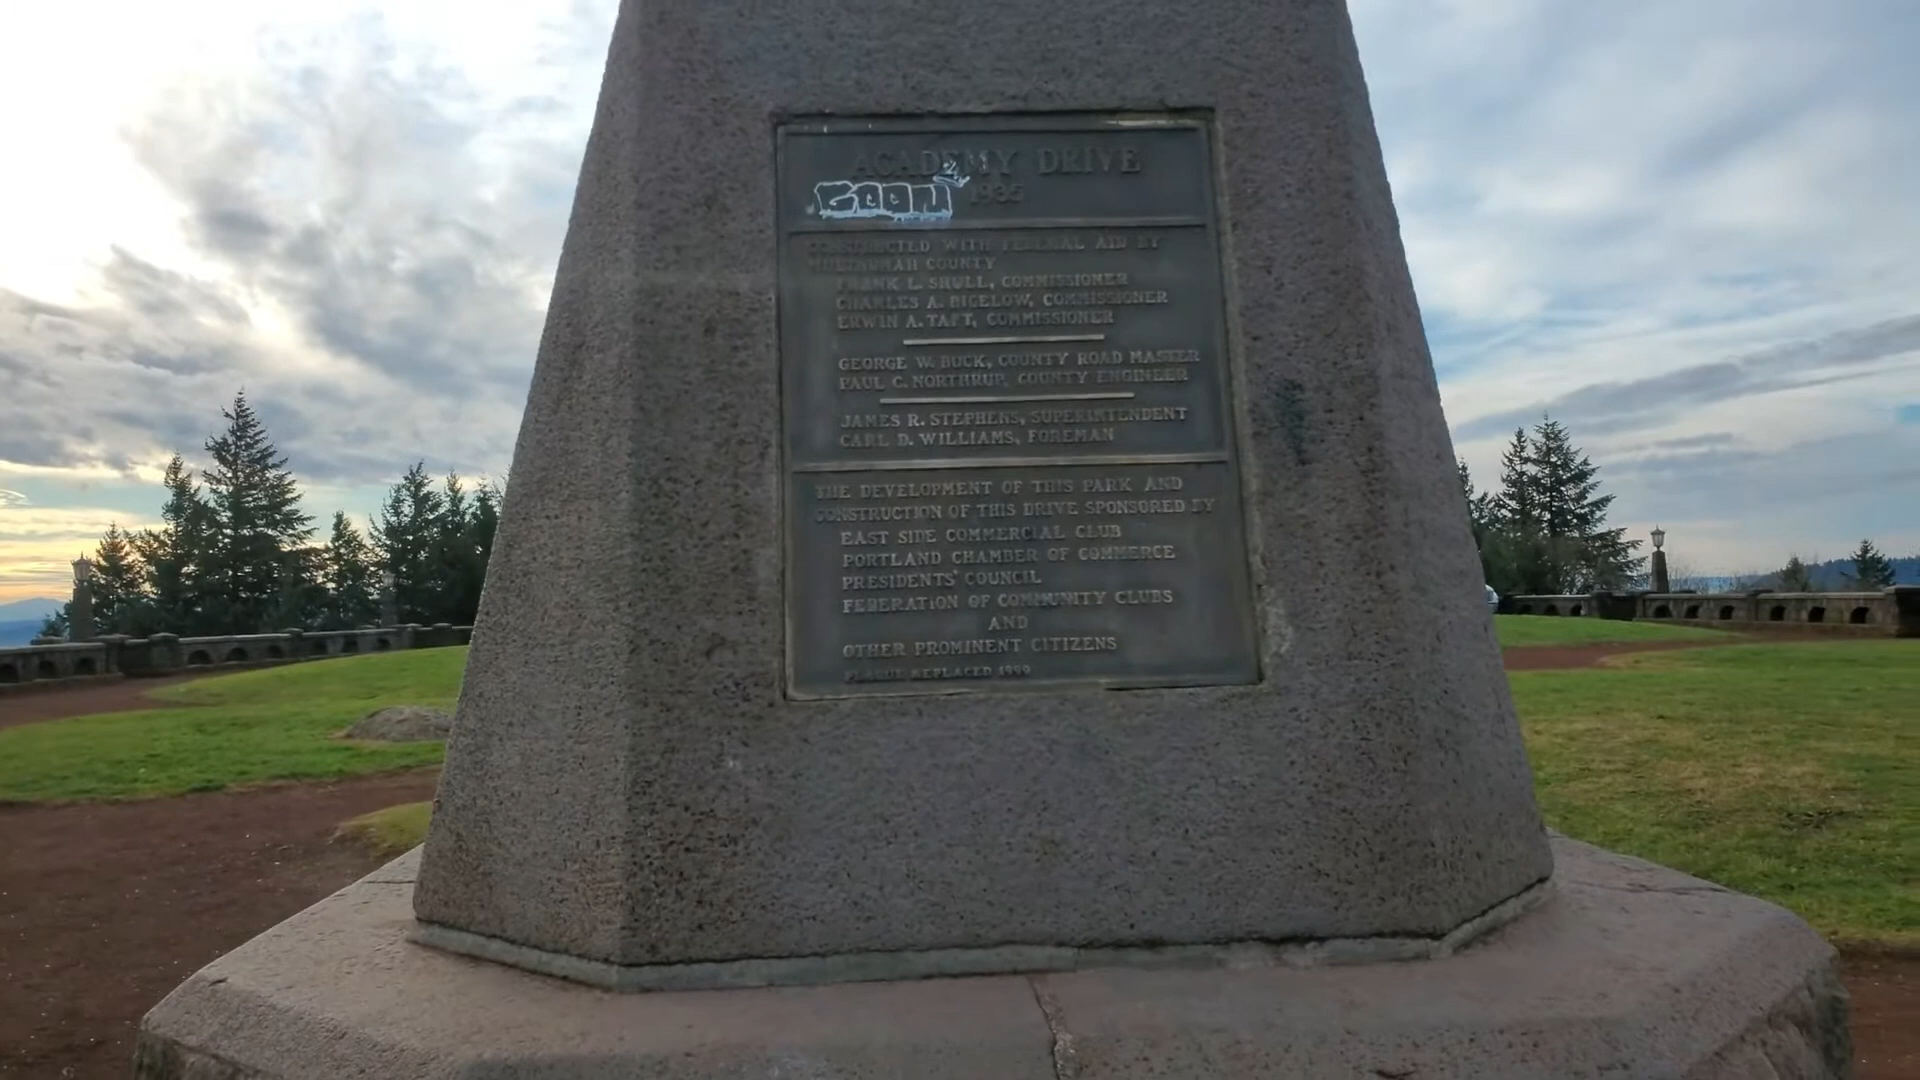 ACADEMY DRIVE
1935
CONSTRUCTED WITH FEDERAL AID BY
MULTNOMAH COUNTY
FRANK L. SHULL, COMMISSIONER
CHARLES A. BIGELOW, COMMISSIONER
ERWIN A. TAFT, COMMISSIONER
GEORGE W. BUCK, COUNTY ROAD MASTER
PAUL C. NORTHRUP, COUNTY ENGINEER
JAMES R. STEPHENS, SUPERINTENDENT
CARL D. WILLIAMS, FOREMAN
THE DEVELOPMENT OF THIS PARK AND
CONSTRUCTION OF THIS DRIVE SPONSORED BY
EAST SIDE COMMERCIAL CLUB
PORTLAND CHAMBER OF COMMERCE
PRESIDENTS' COUNCIL
FEDERATION OF COMMUNITY CLUBS
AND
OTHER PROMINENT CITIZENS
PLAQUE REPLACED